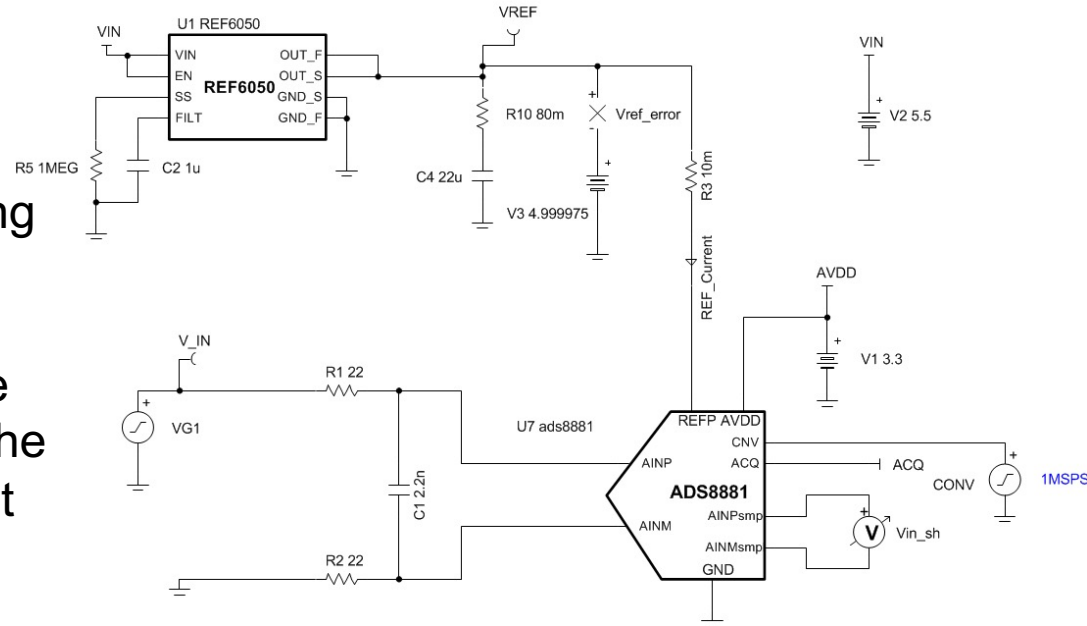 VREF
U1 REF6050
VIN
VIN
OUT_F
EN
OUT_S
REF6050
SS
GND_S
FILT
GND_F
R5 1MEG
C2 1u
R10 80m
C4 22u
+
-
Vref_error
+
V3 4.999975
R3 10m
REF_Current
VIN
+
V2 5.5
ng
e
he
t
AVDD
+
V1 3.3
V_IN
+
VG1
R1 22
C1 2.2n
R2 22
U7 ads8881
REFP AVDD
CNV
AINP
ACQ
ACQ
ADS8881
AINM
AINPsmp
AINMsmp
GND
+
V
Vin_sh
CONV
+
1MSPS